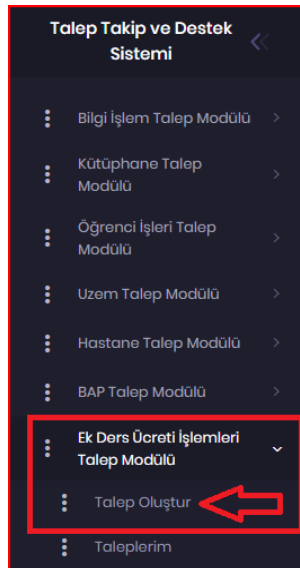 Talep Takip ve Destek
Sistemi
Bilgi İşlem Talep Modülü
Kütüphane Talep
Modülü
Öğrenci İşleri Talep
Modülü
Uzem Talep Modülü
Hastane Talep Modülü
BAP Talep Modülü
Ek Ders Ücreti İşlemleri
Talep Modülü
Talep Oluştur
Taleplerim